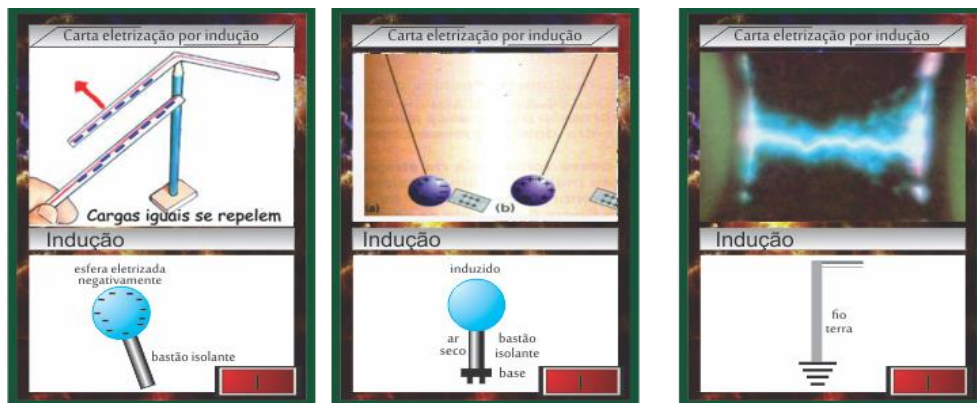 Carta eletrização por indução
Cargas iguais se repelem
Indução
esfera eletrizada
negativamente
bastão isolante
I
Carta eletrização por indução
(a)
(b)
Indução
induzido
ar
seco
bastão
isolante
base
I
Carta eletrização por indução
Indução
fio
terra
I